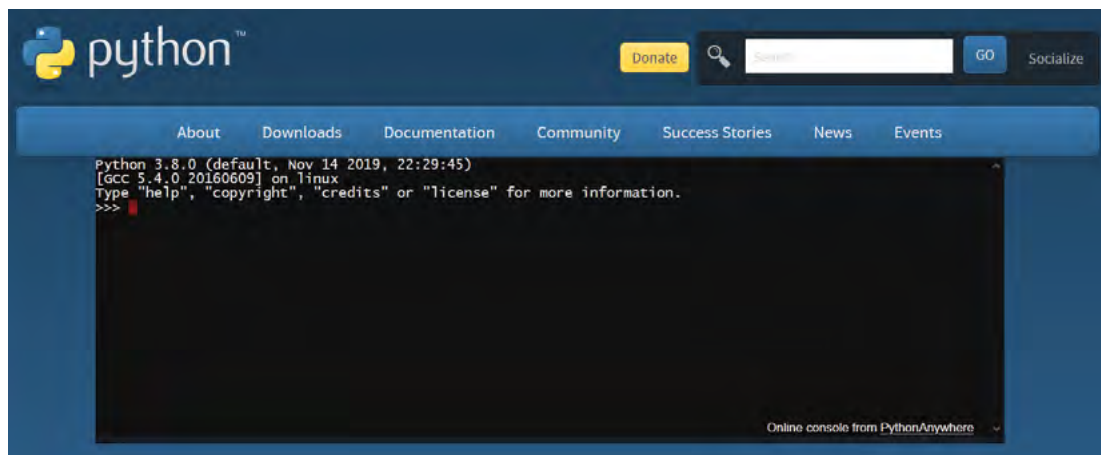 python™
Donate
Search
GO
Socialize
About Downloads Documentation Community Success Stories News Events
Python 3.8.0 (default, Nov 14 2019, 22:29:45)
[GCC 5.4.0 20160609] on linux
Type "help", "copyright", "credits" or "license" for more information.
>>>
Online console from PythonAnywhere